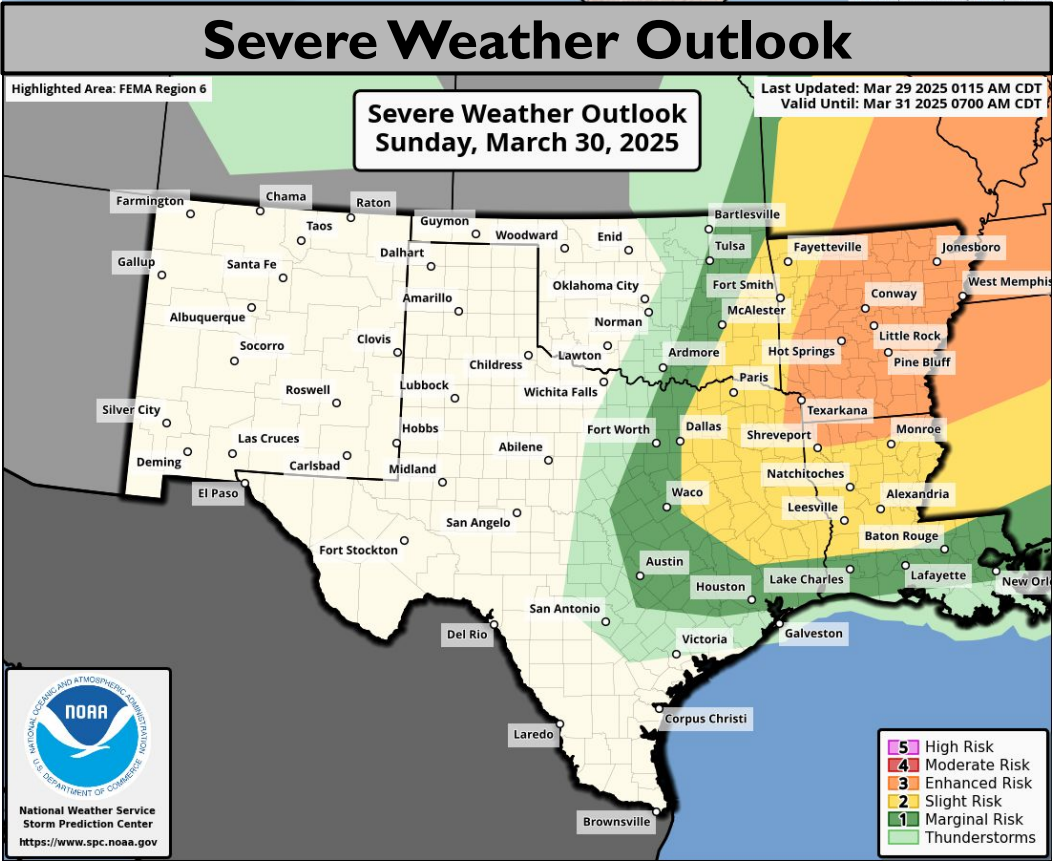 Severe Weather Outlook
Highlighted Area: FEMA Region 6
Last Updated: Mar 29 2025 0115 AM CDT
Valid Until: Mar 31 2025 0700 AM CDT
Severe Weather Outlook
Sunday, March 30, 2025
Farmington
Chama
Raton
Taos
Guymon
Woodward
Enid
Bartlesville
Tulsa
Fayetteville
Jonesboro
Gallup
Santa Fe
Dalhart
Oklahoma City
Fort Smith
West Memphis
Albuquerque
Amarillo
Norman
McAlester
Conway
Socorro
Clovis
Childress
Lawton
Ardmore
Hot Springs
Little Rock
Pine Bluff
Roswell
Lubbock
Wichita Falls
Paris
Texarkana
Silver City
Las Cruces
Hobbs
Abilene
Fort Worth
Dallas
Shreveport
Monroe
Deming
Carlsbad
Midland
Natchitoches
El Paso
San Angelo
Waco
Leesville
Alexandria
Fort Stockton
Baton Rouge
Austin
Houston
Lake Charles
Lafayette
New Orl
San Antonio
Del Rio
Victoria
Galveston
Laredo
Corpus Christi
Brownsville
NATIONAL OCEANIC AND ATMOSPHERIC ADMINISTRATION
NOAA
U.S. DEPARTMENT OF COMMERCE
National Weather Service
Storm Prediction Center
https://www.spc.noaa.gov
5 High Risk
4 Moderate Risk
3 Enhanced Risk
2 Slight Risk
1 Marginal Risk
Thunderstorms